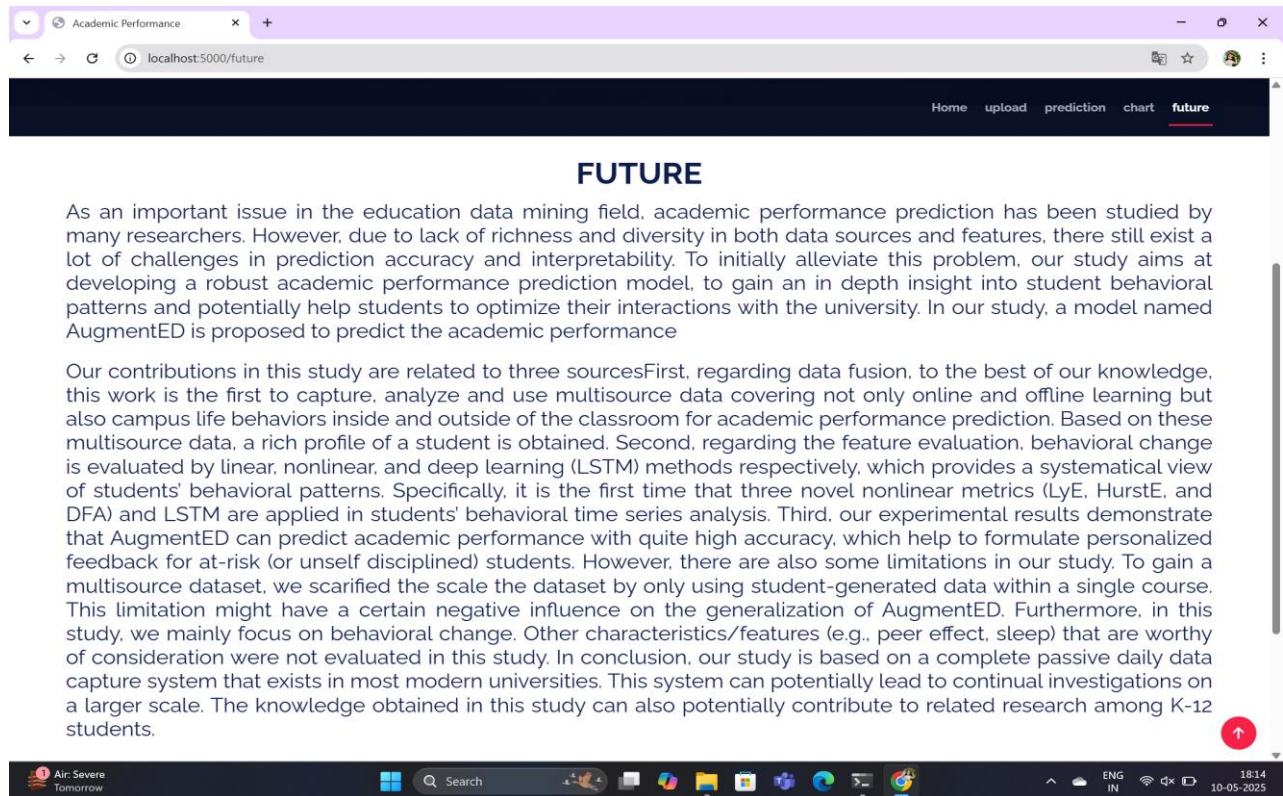 Academic Performance
localhost:5000/future
Home upload prediction chart future
FUTURE
As an important issue in the education data mining field, academic performance prediction has been studied by
many researchers. However, due to lack of richness and diversity in both data sources and features, there still exist a
lot of challenges in prediction accuracy and interpretability. To initially alleviate this problem, our study aims at
developing a robust academic performance prediction model, to gain an in depth insight into student behavioral
patterns and potentially help students to optimize their interactions with the university. In our study, a model named
AugmentED is proposed to predict the academic performance
Our contributions in this study are related to three sourcesFirst, regarding data fusion, to the best of our knowledge,
this work is the first to capture, analyze and use multisource data covering not only online and offline learning but
also campus life behaviors inside and outside of the classroom for academic performance prediction. Based on these
multisource data, a rich profile of a student is obtained. Second, regarding the feature evaluation, behavioral change
is evaluated by linear, nonlinear, and deep learning (LSTM) methods respectively, which provides a systematical view
of students' behavioral patterns. Specifically, it is the first time that three novel nonlinear metrics (LyE, HurstE, and
DFA) and LSTM are applied in students' behavioral time series analysis. Third, our experimental results demonstrate
that AugmentED can predict academic performance with quite high accuracy, which help to formulate personalized
feedback for at-risk (or unself disciplined) students. However, there are also some limitations in our study. To gain a
multisource dataset, we scarified the scale the dataset by only using student-generated data within a single course.
This limitation might have a certain negative influence on the generalization of AugmentED. Furthermore, in this
study, we mainly focus on behavioral change. Other characteristics/features (e.g., peer effect, sleep) that are worthy
of consideration were not evaluated in this study. In conclusion, our study is based on a complete passive daily data
capture system that exists in most modern universities. This system can potentially lead to continual investigations on
a larger scale. The knowledge obtained in this study can also potentially contribute to related research among K-12
students.
1
Air: Severe
Tomorrow
Search
ENG
IN
18:14
10-05-2025